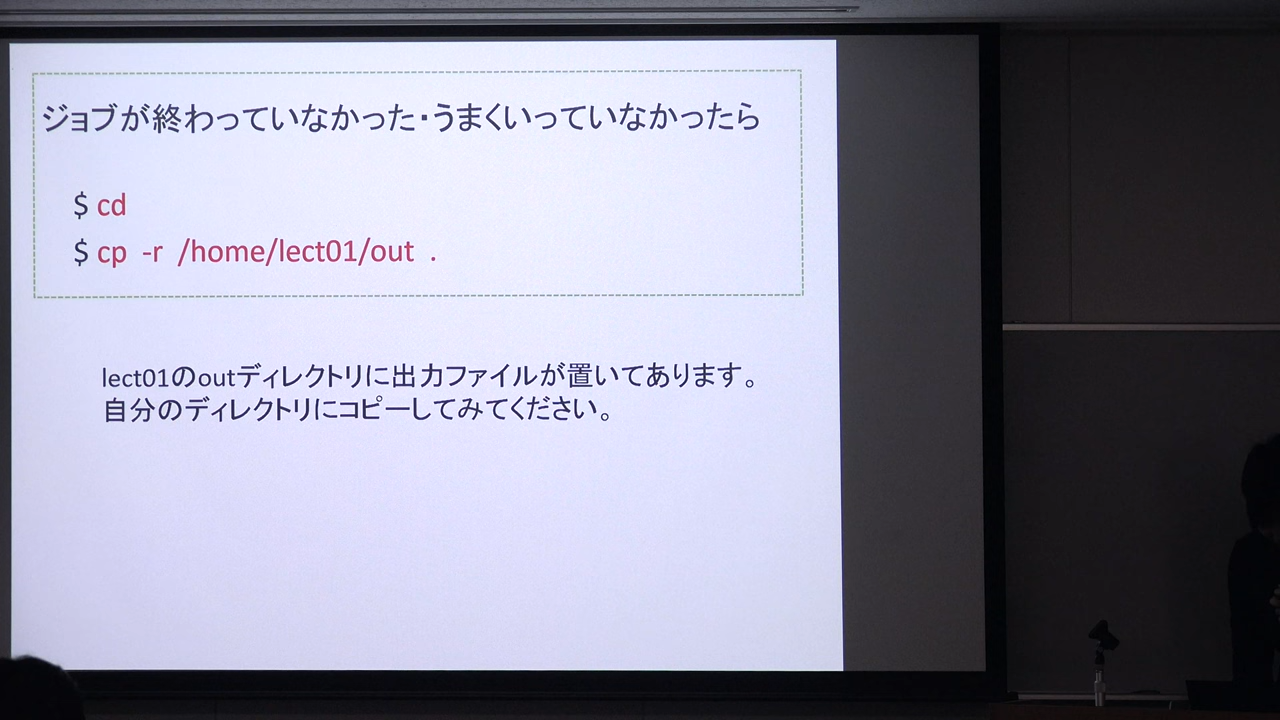 ジョブが終わっていなかった・うまくいっていなかったら
$ cd
$ cp -r /home/lect01/out .
lect01のoutディレクトリに出力ファイルが置いてあります。
自分のディレクトリにコピーしてみてください。